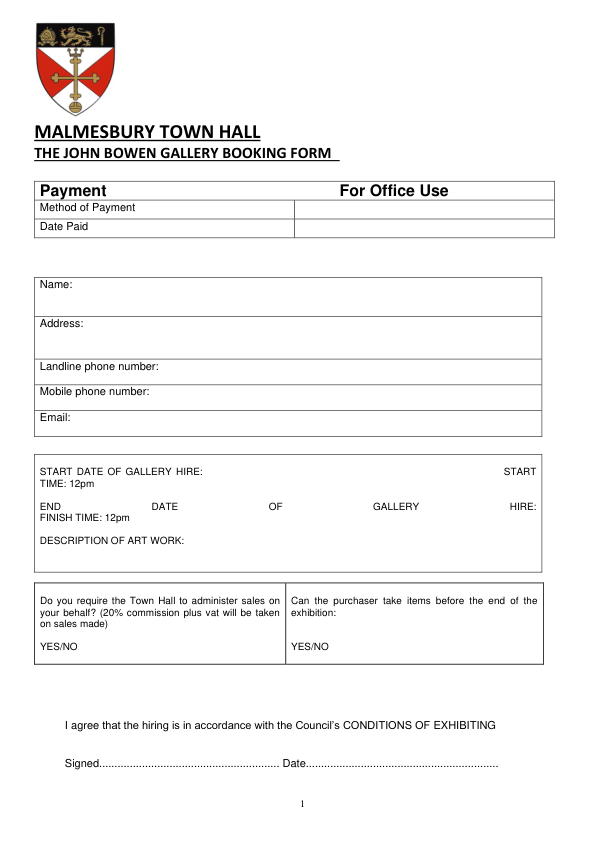 MALMESBURY TOWN HALL
THE JOHN BOWEN GALLERY BOOKING FORM
Payment For Office Use
Method of Payment
Date Paid
Name:
Address:
Landline phone number:
Mobile phone number:
Email:
START DATE OF GALLERY HIRE: START
TIME: 12pm
END DATE OF GALLERY HIRE:
FINISH TIME: 12pm
DESCRIPTION OF ART WORK:
Do you require the Town Hall to administer sales on
your behalf? (20% commission plus vat will be taken
on sales made)
YES/NO
Can the purchaser take items before the end of the
exhibition:
YES/NO
I agree that the hiring is in accordance with the Council's CONDITIONS OF EXHIBITING
Signed............................................................ Date................................................................
1